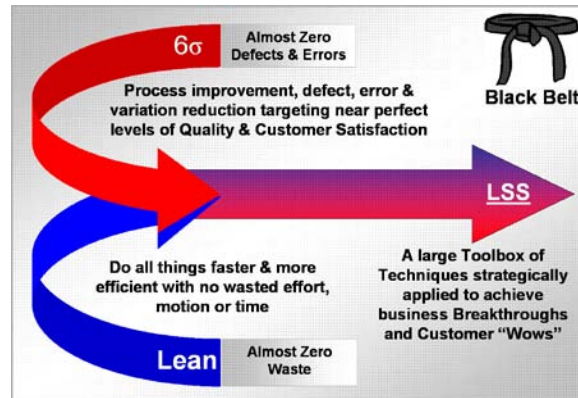 6σ
Almost Zero
Defects & Errors
Black Belt
Process improvement, defect, error &
variation reduction targeting near perfect
levels of Quality & Customer Satisfaction
LSS
Do all things faster & more
efficient with no wasted effort,
motion or time
A large Toolbox of
Techniques strategically
applied to achieve
business Breakthroughs
and Customer “Wows”
Lean
Almost Zero
Waste